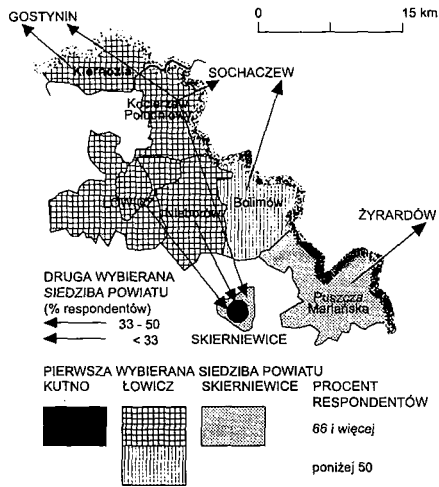 GOSTYNIN
0 15 km
Kiernozia
SOCHACZEW
Kocierzew
Południowy
Łowicz
Nieborów
Bolimów
ŻYRARDÓW
DRUGA WYBIERANA
SIEDZIBA POWIATU
(% respondentów)
33 - 50
< 33
Puszcza
Mariańska
SKIERNIEWICE
PIERWSZA WYBIERANA SIEDZIBA POWIATU
KUTNO ŁOWICZ SKIERNIEWICE PROCENT
RESPONDENTÓW
66 i więcej
poniżej 50